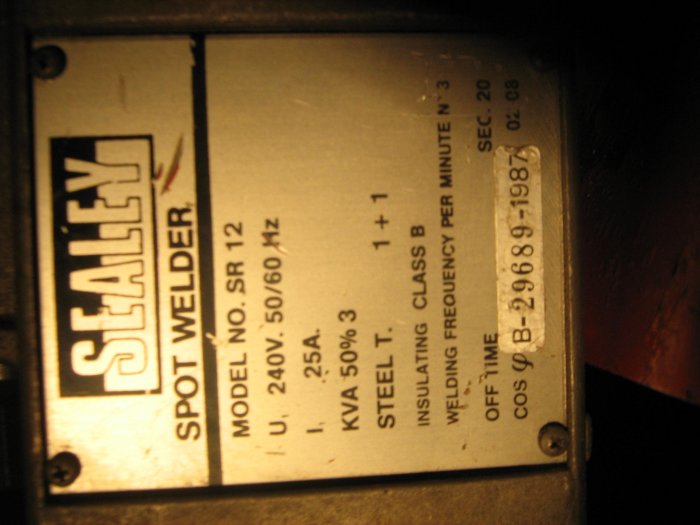 SEALEY
SPOT WELDER
MODEL NO. SR 12
U, 240V. 50/60 Hz
I, 25A.
KVA 50% 3
STEEL T. 1 + 1
INSULATING CLASS B
WELDING FREQUENCY PER MINUTE N° 3
OFF TIME SEC. 20
COS φ B-29689-1987 02 08